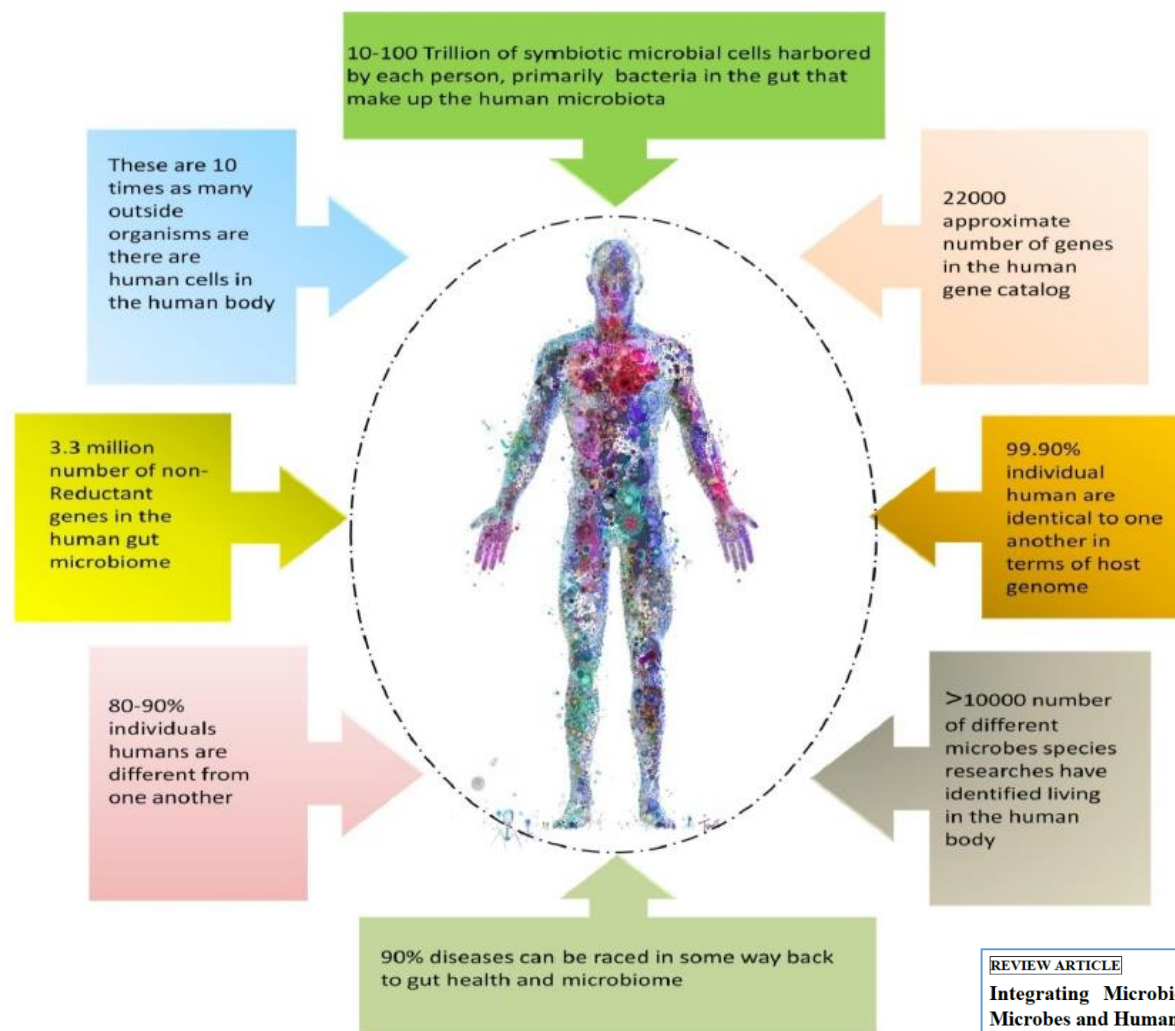 10-100 Trillion of symbiotic microbial cells harbored
by each person, primarily bacteria in the gut that
make up the human microbiota
These are 10
times as many
outside
organisms are
there are
human cells in
the human body
22000
approximate
number of genes
in the human
gene catalog
3.3 million
number of non-
Reductant
genes in the
human gut
microbiome
99.90%
individual
human are
identical to one
another in
terms of host
genome
80-90%
individuals
humans are
different from
one another
>10000 number
of different
microbes species
researches have
identified living
in the human
body
90% diseases can be raced in some way back
to gut health and microbiome
REVIEW ARTICLE
Integrating Microbi
Microbes and Human